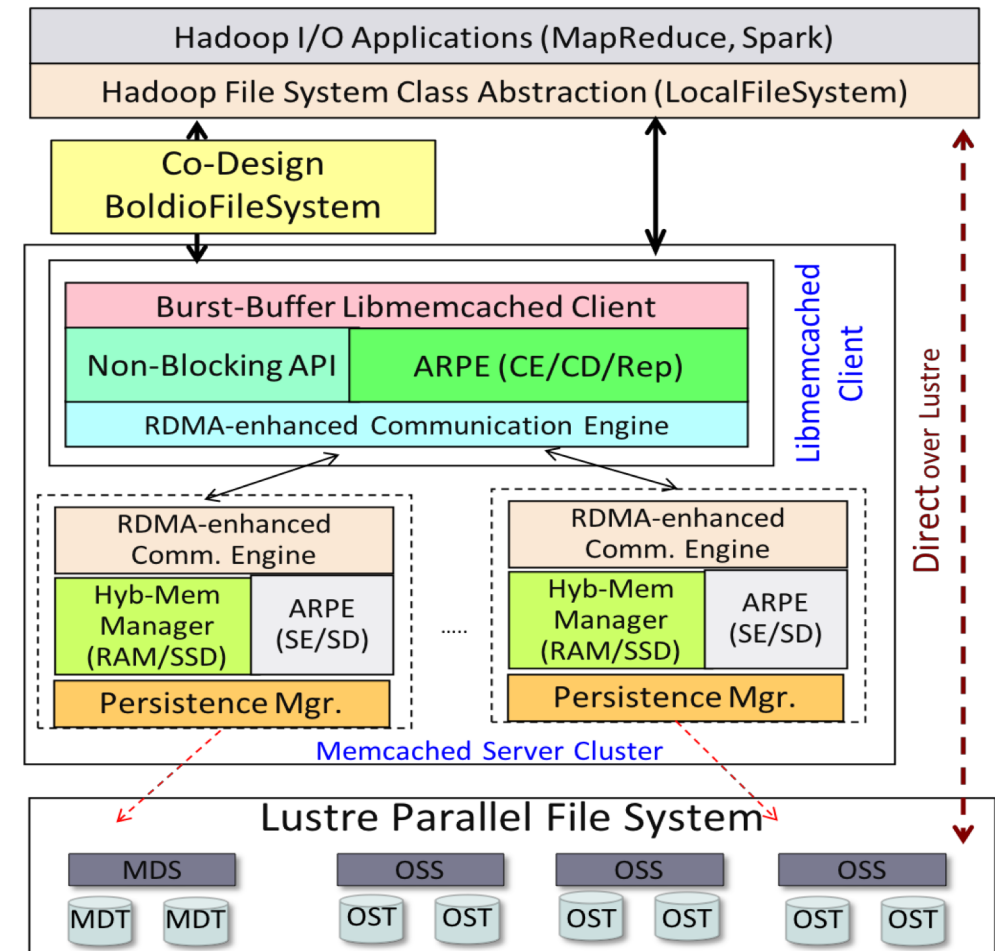 Hadoop I/O Applications (MapReduce, Spark)
Hadoop File System Class Abstraction (LocalFileSystem)
Co-Design
BoldioFileSystem
Burst-Buffer Libmemcached Client
Non-Blocking API
ARPE (CE/CD/Rep)
RDMA-enhanced Communication Engine
Libmemcached
Client
Direct over Lustre
RDMA-enhanced
Comm. Engine
Hyb-Mem
Manager
(RAM/SSD)
ARPE
(SE/SD)
Persistence Mgr.
.....
RDMA-enhanced
Comm. Engine
Hyb-Mem
Manager
(RAM/SSD)
ARPE
(SE/SD)
Persistence Mgr.
Memcached Server Cluster
Lustre Parallel File System
MDS
OSS
OSS
OSS
MDT
MDT
OST
OST
OST
OST
OST
OST